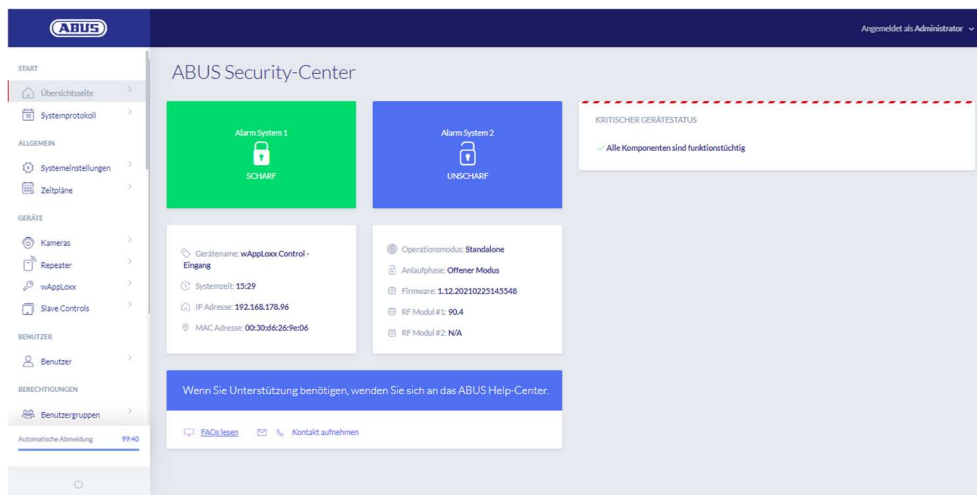 ABUS
Angemeldet als Administrator
START
Übersichtsseite
Systemprotokoll
ALLGEMEIN
Systemeinstellungen
Zeitpläne
GERÄTE
Kameras
Repeater
wAppLoxx
Slave Controls
BENUTZER
Benutzer
BERECHTIGUNGEN
Benutzergruppen
Automatische Abmeldung 99:40
ABUS Security-Center
Alarm System 1
SCHARF
Alarm System 2
UNSCHARF
KRITISCHER GERÄTESTATUS
Alle Komponenten sind funktionstüchtig
Gerätename: wAppLoxx Control -
Eingang
Systemzeit: 15:29
IP Adresse: 192.168.178.96
MAC Adresse: 00:30:d6:26:9e:06
Operationsmodus: Standalone
Anlaufphase: Offener Modus
Firmware: 1.12.20210225145548
RF Modul #1: 90.4
RF Modul #2: N/A
Wenn Sie Unterstützung benötigen, wenden Sie sich an das ABUS Help-Center.
FAQs lesen
Kontakt aufnehmen